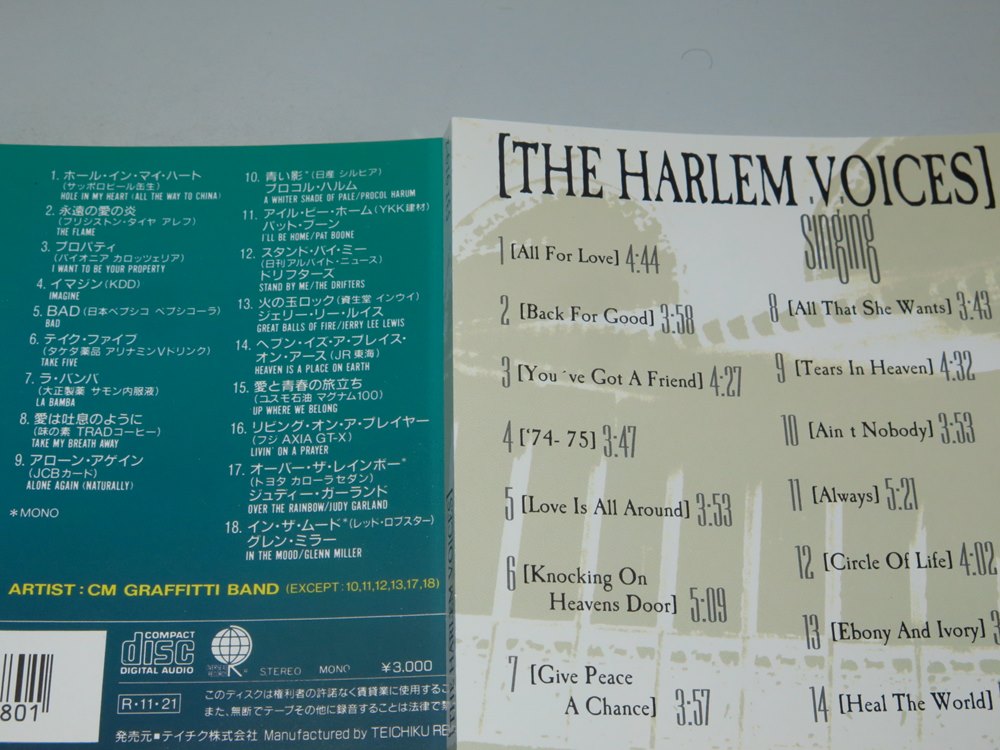 1. ホール・イン・マイ・ハート
(サッポロビール缶生)
HOLE IN MY HEART (ALL THE WAY TO CHINA)
2. 永遠の愛の炎
(ブリジストン・タイヤ アレフ)
THE FLAME
3. プロパティ
(パイオニア カロッツェリア)
I WANT TO BE YOUR PROPERTY
4. イマジン(KDD)
IMAGINE
5. BAD(日本ペプシコ ペプシコーラ)
BAD
6. テイク・ファイブ
(タケダ薬品 アリナミンVドリンク)
TAKE FIVE
7. ラ・バンバ
(大正製薬 サモン内服液)
LA BAMBA
8. 愛は吐息のように
(味の素 TRADコーヒー)
TAKE MY BREATH AWAY
9. アローン・アゲイン
(JCBカード)
ALONE AGAIN (NATURALLY)
*MONO
10. 青い影*(日産 シルビア)
プロコル・ハルム
A WHITER SHADE OF PALE/PROCOL HARUM
11. アイル・ビー・ホーム(YKK建材)
パット・ブーン
I'LL BE HOME/PAT BOONE
12. スタンド・バイ・ミー
(日刊アルバイト・ニュース)
ドリフターズ
STAND BY ME/THE DRIFTERS
13. 火の玉ロック(資生堂 インウイ)
ジェリー・リー・ルイス
GREAT BALLS OF FIRE/JERRY LEE LEWIS
14. ヘブン・イズ・ア・プレイス・
オン・アース(JR東海)
HEAVEN IS A PLACE ON EARTH
15. 愛と青春の旅立ち
(コスモ石油 マグナム100)
UP WHERE WE BELONG
16. リビング・オン・ア・プレイヤー
(フジ AXIA GT-X)
LIVIN' ON A PRAYER
17. オーバー・ザ・レインボー*
(トヨタ カローラセダン)
ジュディー・ガーランド
OVER THE RAINBOW/JUDY GARLAND
18. イン・ザ・ムード*(レッド・ロブスター)
グレン・ミラー
IN THE MOOD/GLENN MILLER
ARTIST : CM GRAFFITTI BAND (EXCEPT:10,11,12,13,17,18)
COMPACT
disc
DIGITAL AUDIO
STEREO MONO ¥3,000
801
R・11・21
このディスクは権利者の許諾なく賃貸業に使用する
また、無断でテープその他に録音することは法律で
発売元■テイチク株式会社 Manufactured by TEICHIKU RE
[THE HARLEM VOICES]
singing
1 [All For Love] 4:44
2 [Back For Good] 3:58
3 [You´ve Got A Friend] 4:27
4 ['74- 75] 3:47
5 [Love Is All Around] 3:53
6 [Knocking On
Heavens Door] 5:09
7 [Give Peace
A Chance] 3:57
8 [All That She Wants] 3:43
9 [Tears In Heaven] 4:32
10 [Ain t Nobody] 3:53
11 [Always] 5:21
12 [Circle Of Life] 4:02
13 [Ebony And Ivory]
14 [Heal The World]